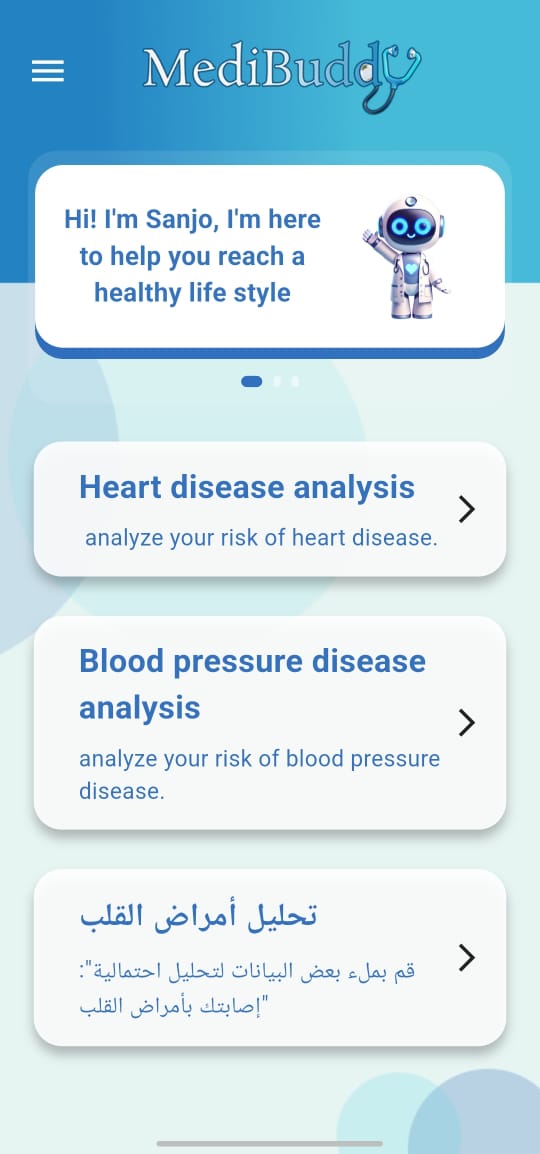 MediBuddy
Hi! I'm Sanjo, I'm here
to help you reach a
healthy life style
Heart disease analysis
analyze your risk of heart disease.
Blood pressure disease
analysis
analyze your risk of blood pressure
disease.
تحليل أمراض القلب
قم بملء بعض البيانات لتحليل احتمالية":
"إصابتك بأمراض القلب